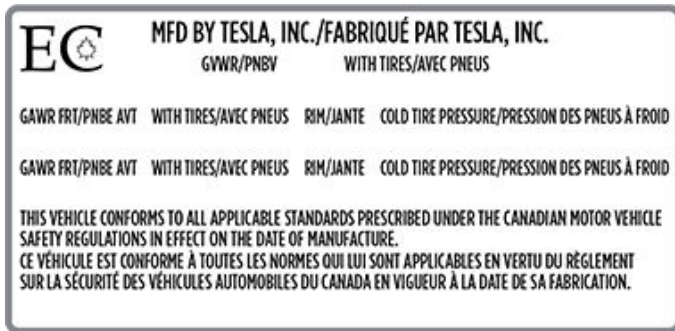 EC
MFD BY TESLA, INC./FABRIQUÉ PAR TESLA, INC.
GVWR/PNBV WITH TIRES/AVEC PNEUS
GAWR FRT/PNBE AVT WITH TIRES/AVEC PNEUS RIM/JANTE COLD TIRE PRESSURE/PRESSION DES PNEUS À FROID
GAWR FRT/PNBE AVT WITH TIRES/AVEC PNEUS RIM/JANTE COLD TIRE PRESSURE/PRESSION DES PNEUS À FROID
THIS VEHICLE CONFORMS TO ALL APPLICABLE STANDARDS PRESCRIBED UNDER THE CANADIAN MOTOR VEHICLE
SAFETY REGULATIONS IN EFFECT ON THE DATE OF MANUFACTURE.
CE VÉHICULE EST CONFORME À TOUTES LES NORMES QUI LUI SONT APPLICABLES EN VERTU DU RÈGLEMENT
SUR LA SÉCURITÉ DES VÉHICULES AUTOMOBILES DU CANADA EN VIGUEUR À LA DATE DE SA FABRICATION.